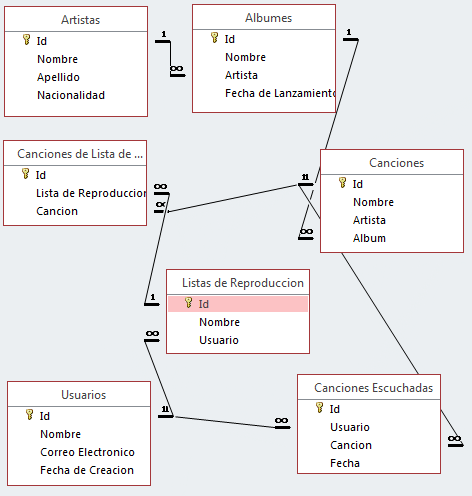 Artistas
Id
Nombre
Apellido
Nacionalidad
1
∞
Albumes
Id
Nombre
Artista
Fecha de Lanzamiento
1
Canciones de Lista de ...
Id
Lista de Reproduccion
Cancion
∞
∞
Canciones
Id
Nombre
Artista
Album
1
1
∞
Listas de Reproduccion
Id
Nombre
Usuario
1
∞
Usuarios
Id
Nombre
Correo Electronico
Fecha de Creacion
1
1
∞
Canciones Escuchadas
Id
Usuario
Cancion
Fecha
∞